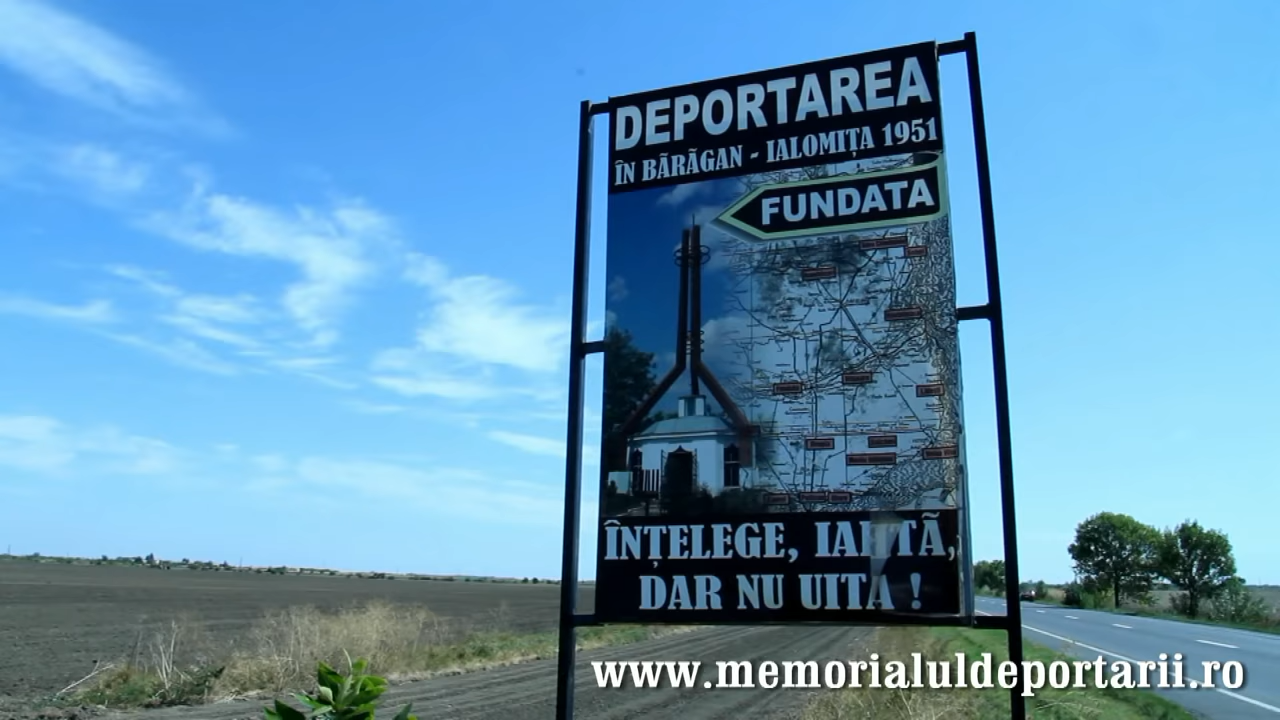 DEPORTAREA
ÎN BĂRĂGAN - IALOMIȚA 1951
FUNDATA
ÎNȚELEGE, IARTĂ,
DAR NU UITA !
www.memorialuldeportarii.ro